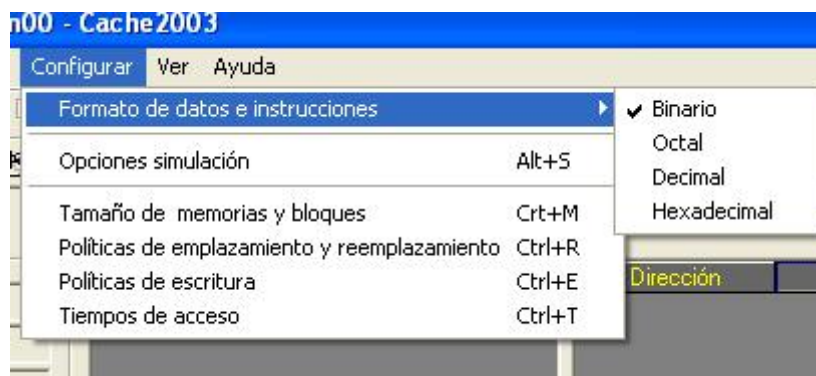 n00 - Cache2003
Configurar Ver Ayuda
Formato de datos e instrucciones
Binario
Octal
Decimal
Hexadecimal
Opciones simulación Alt+S
Tamaño de memorias y bloques Crt+M
Políticas de emplazamiento y reemplazamiento Ctrl+R
Políticas de escritura Ctrl+E
Tiempos de acceso Ctrl+T
Dirección